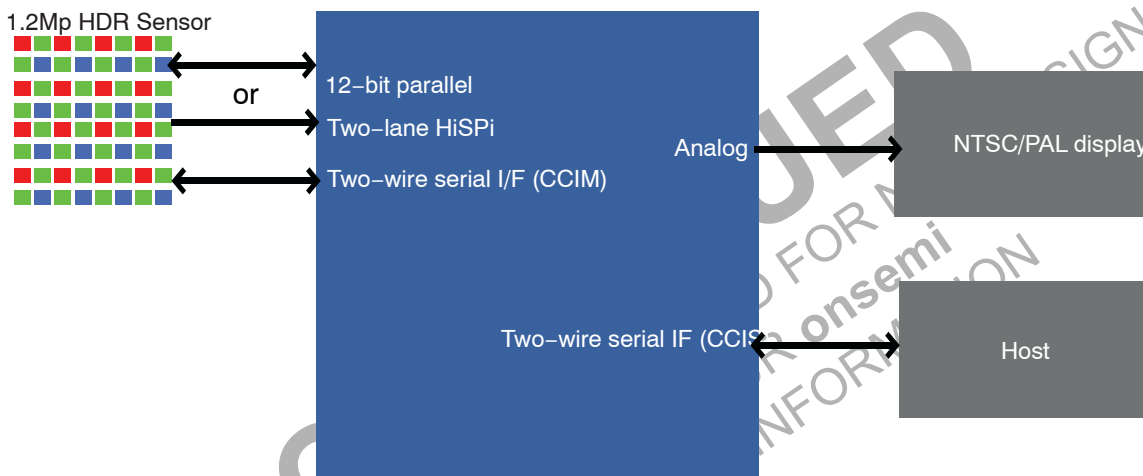 1.2Mp HDR Sensor
12−bit parallel
or
Two−lane HiSPi
Analog
NTSC/PAL display
Two−wire serial I/F (CCIM)
FOR
onsemi
Two−wire serial IF (CCIS
Host